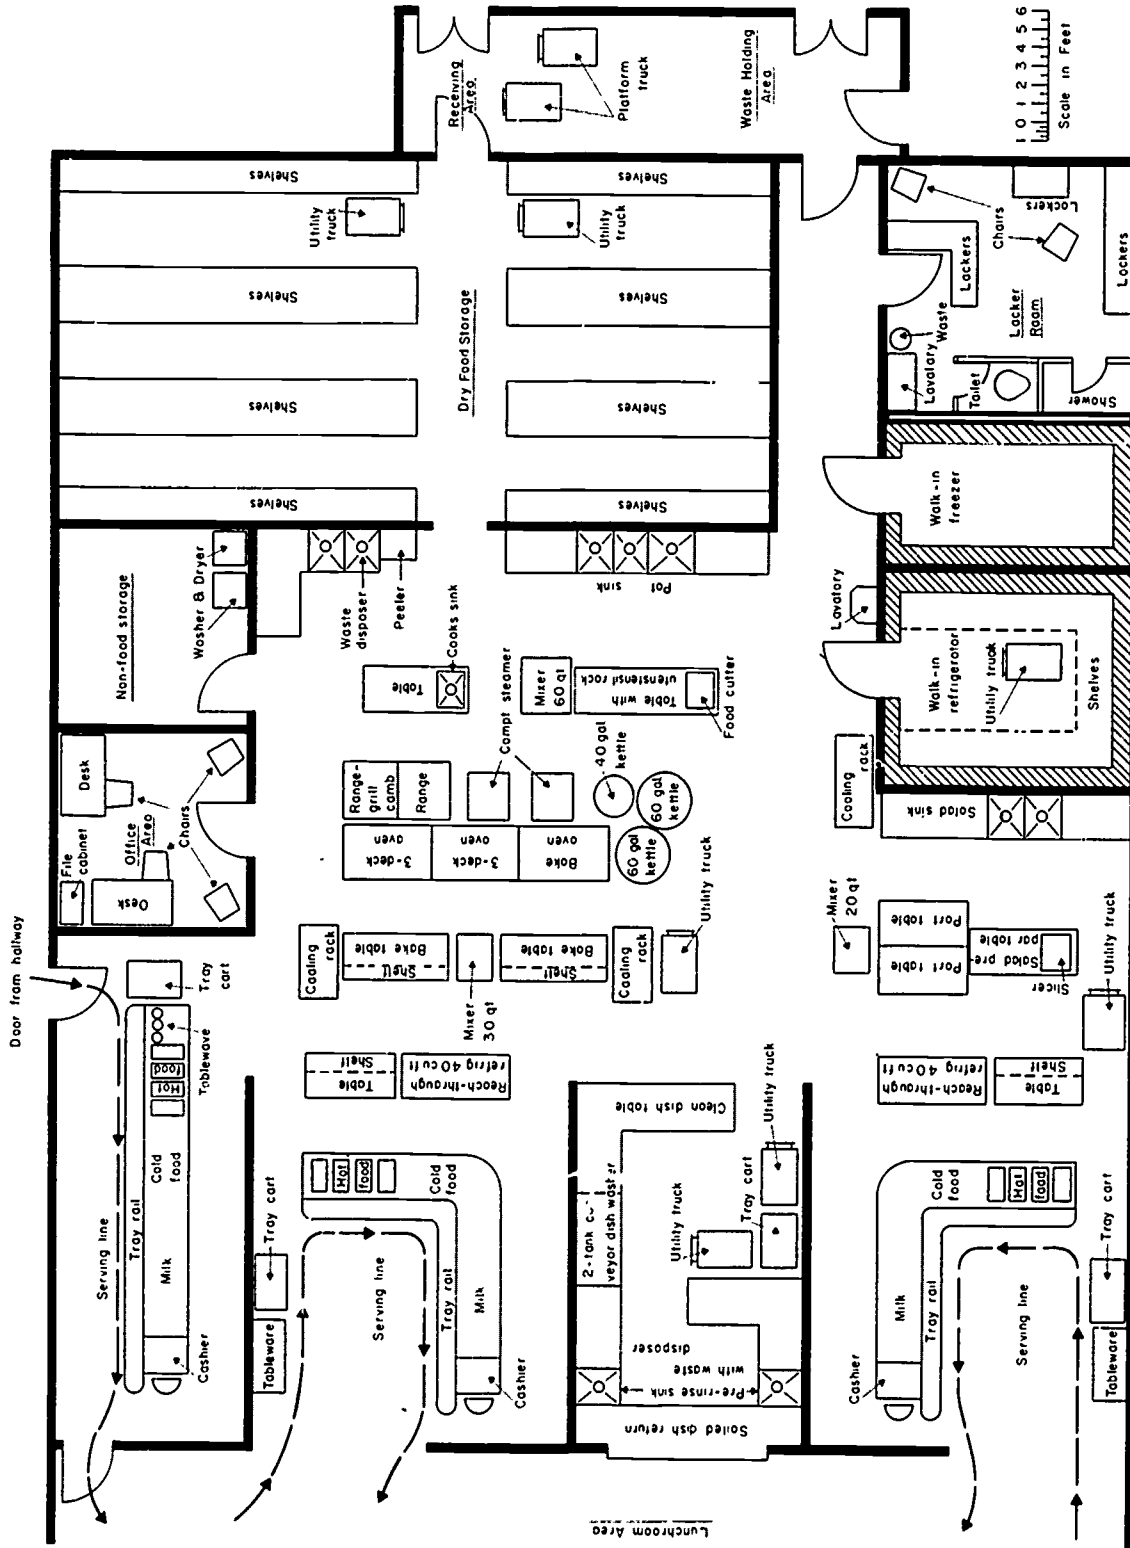 Door from hallway
Receiving
Area
Platform
truck
Waste Holding
Area
1 0 1 2 3 4 5 6
Scale in Feet
Shelves
Shelves
Utility
truck
Utility
truck
Shelves
Shelves
Dry Food Storage
Shelves
Shelves
Shelves
Shelves
Lockers
Chairs
Lockers
Lockers
Locker
Room
Waste
Lavatory
Toilet
Shower
Non-food storage
Washer & Dryer
Waste
disposer
Peeler
Pot
sink
Walk-in
freezer
Lavatory
Walk-in
refrigerator
Utility truck
Shelves
Cooks sink
Table
Mixer
60 qt
Table with
utenstensil rack
Food cutter
Compt steamer
40 gal
kettle
60 gal
kettle
60 gal
kettle
Range-
grill
comb
Range
3-deck
oven
3-deck
oven
Bake
oven
Desk
File
cabinet
Office
Area
Chairs
Desk
Cooling
rack
Salad sink
Mixer
20 qt
Port table
Port table
Salad pre
par table
Slicer
Utility truck
Cooling
rack
Bake table
Shelf
Mixer
30 qt
Bake table
Shelf
Cooling
rack
Utility truck
Tray
cart
Tableware
Hot
food
Cold
food
Milk
Tray rail
Serving line
Cashier
Table
Shelf
Reach-through
refrig 40 cu ft
Reach-through
refrig 40 cu ft
Table
Shelf
Clean dish table
Utility truck
Tray cart
Utility truck
2-tank co
veyor dish washer
Pre-rinse sink
with waste
disposer
Soiled dish return
Tray cart
Tableware
Hot
food
Cold
food
Milk
Tray rail
Serving line
Cashier
Hot
food
Cold
food
Milk
Tray rail
Serving line
Cashier
Tray cart
Tableware
Lunchroom Area